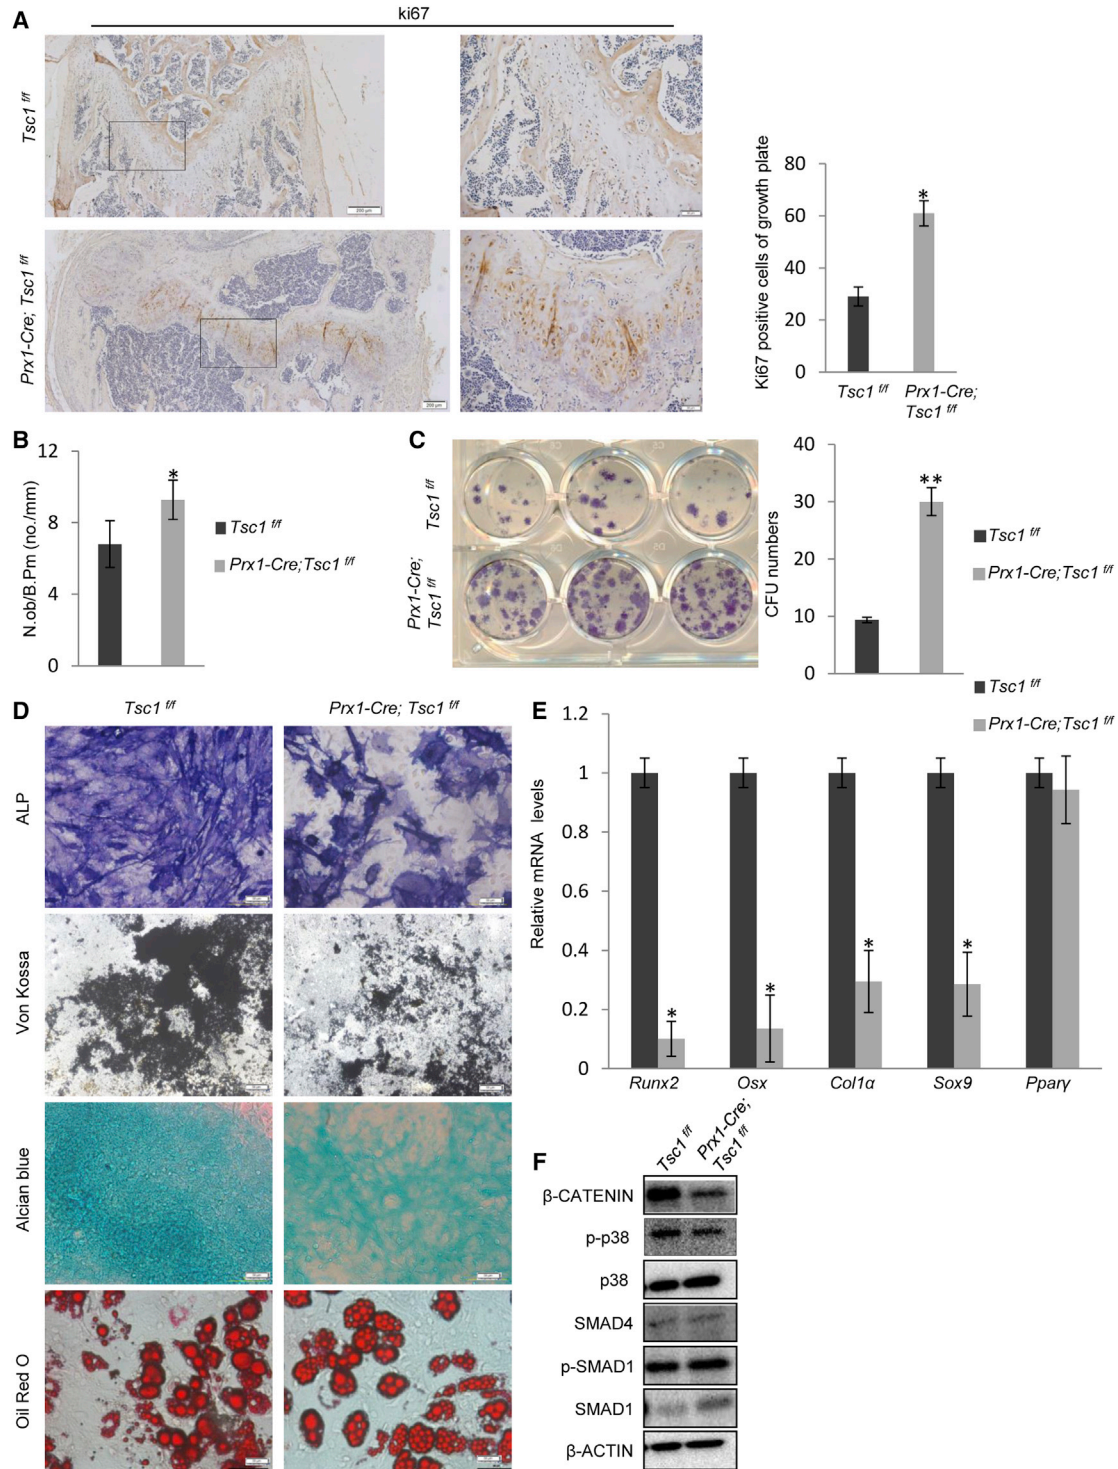 A
ki67
Tsc1 f/f
Prx1-Cre; Tsc1 f/f
200 μm
200 μm
Ki67 positive cells of growth plate
80
60
40
20
0
*
Tsc1 f/f
Prx1-Cre;
Tsc1 f/f
B
N.ob/B.Pm (no./mm)
12
8
4
0
*
Tsc1 f/f
Prx1-Cre;Tsc1 f/f
C
Tsc1 f/f
Prx1-Cre;
Tsc1 f/f
CFU numbers
40
30
20
10
0
**
Tsc1 f/f
Prx1-Cre;Tsc1 f/f
D
Tsc1 f/f
Prx1-Cre; Tsc1 f/f
ALP
Von Kossa
Alcian blue
Oil Red O
E
Tsc1 f/f
Prx1-Cre;Tsc1 f/f
Relative mRNA levels
1.2
1
0.8
0.6
0.4
0.2
0
*
*
*
*
Runx2
Osx
Col1α
Sox9
Pparγ
F
Tsc1 f/f
Prx1-Cre;
Tsc1 f/f
β-CATENIN
p-p38
p38
SMAD4
p-SMAD1
SMAD1
β-ACTIN